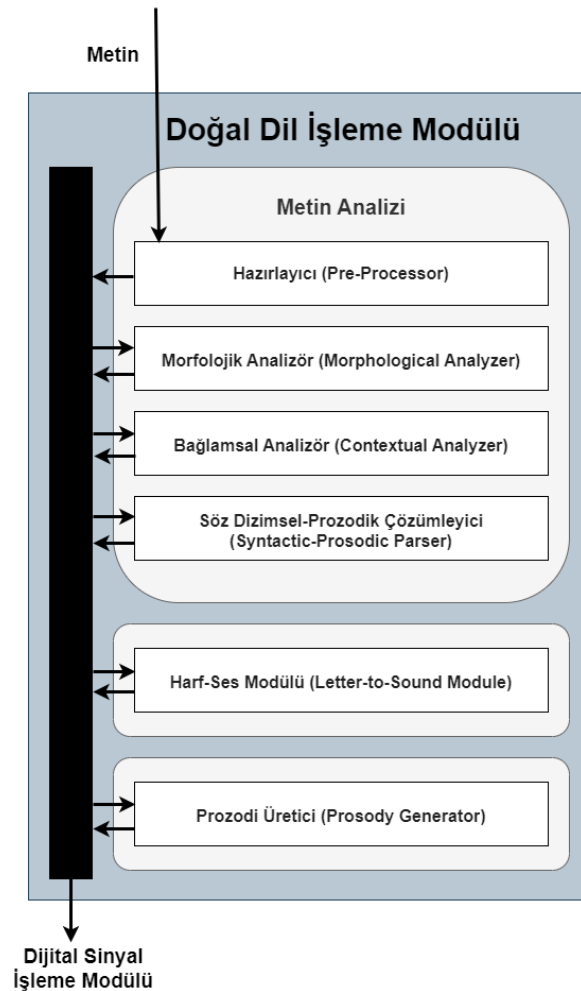 Metin
Doğal Dil İşleme Modülü
Metin Analizi
Hazırlayıcı (Pre-Processor)
Morfolojik Analizör (Morphological Analyzer)
Bağlamsal Analizör (Contextual Analyzer)
Söz Dizimsel-Prozodik Çözümleyici
(Syntactic-Prosodic Parser)
Harf-Ses Modülü (Letter-to-Sound Module)
Prozodi Üretici (Prosody Generator)
Dijital Sinyal
İşleme Modülü